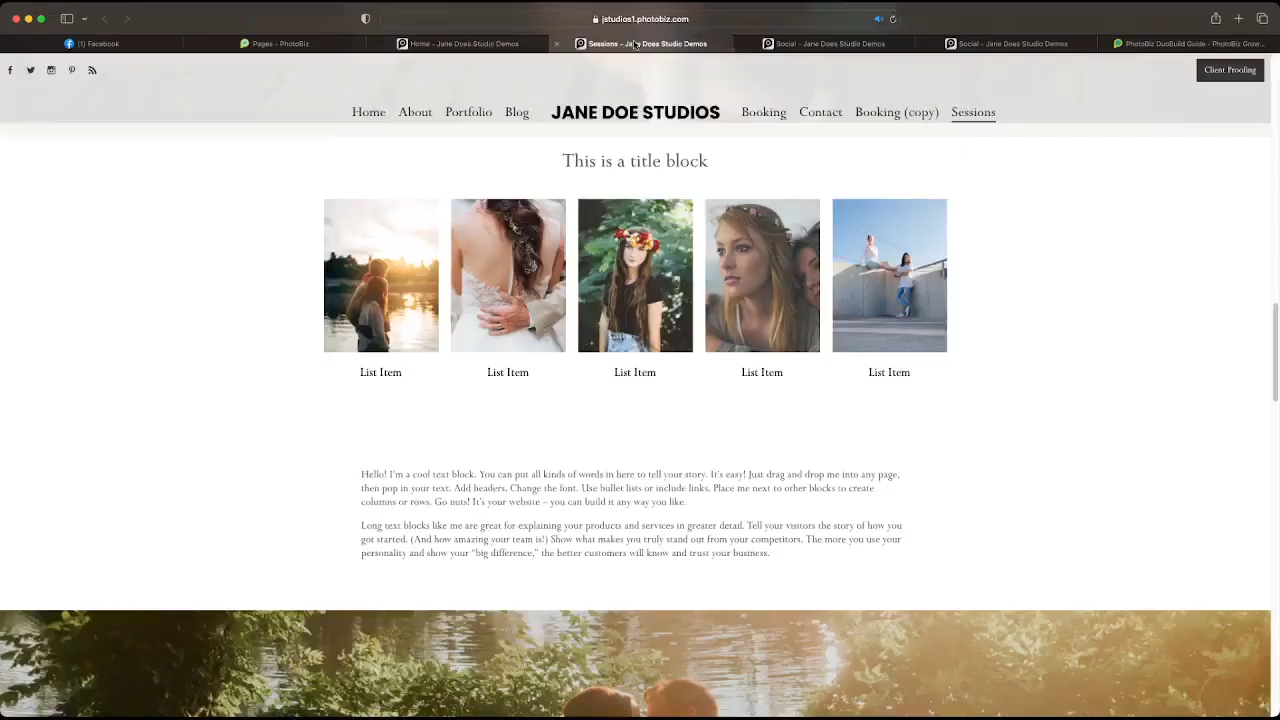 jstudios1.photobiz.com
(1) Facebook
Pages - PhotoBiz
Home - Jane Does Studio Demos
Sessions - Jane Does Studio Demos
Social - Jane Does Studio Demos
Social - Jane Does Studio Demos
PhotoBiz DuoBuild Guide - PhotoBiz Grow...
Client Proofing
Home
About
Portfolio
Blog
JANE DOE STUDIOS
Booking
Contact
Booking (copy)
Sessions
This is a title block
List Item
List Item
List Item
List Item
List Item
Hello! I'm a cool text block. You can put all kinds of words in here to tell your story. It's easy! Just drag and drop me into any page,
then pop in your text. Add headers. Change the font. Use bullet lists or include links. Place me next to other blocks to create
columns or rows. Go nuts! It's your website – you can build it any way you like.
Long text blocks like me are great for explaining your products and services in greater detail. Tell your visitors the story of how you
got started. (And how amazing your team is!) Show what makes you truly stand out from your competitors. The more you use your
personality and show your “big difference,” the better customers will know and trust your business.